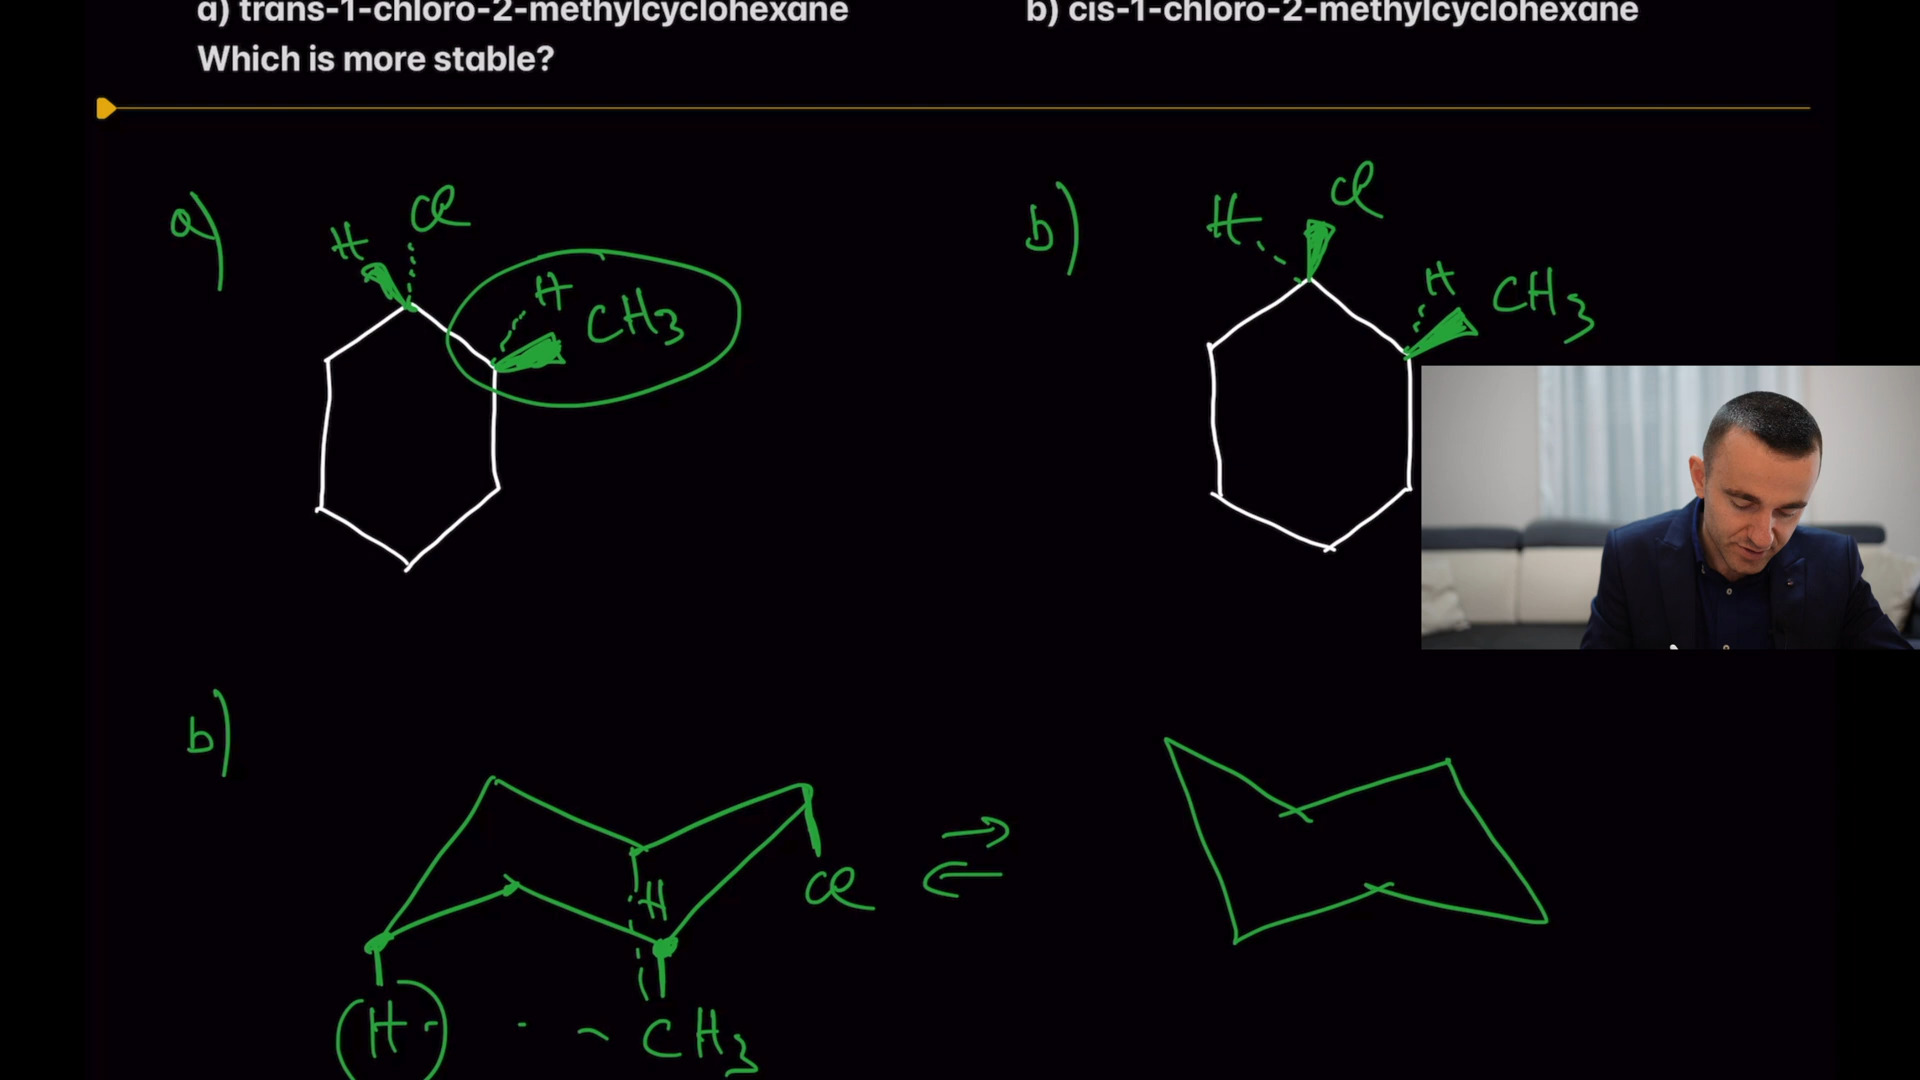 a) trans-1-chloro-2-methylcyclohexane b) cis-1-chloro-2-methylcyclohexane
Which is more stable?
a)
H Cl
H CH3
b)
H Cl
H CH3
b)
H
Cl
H
CH3